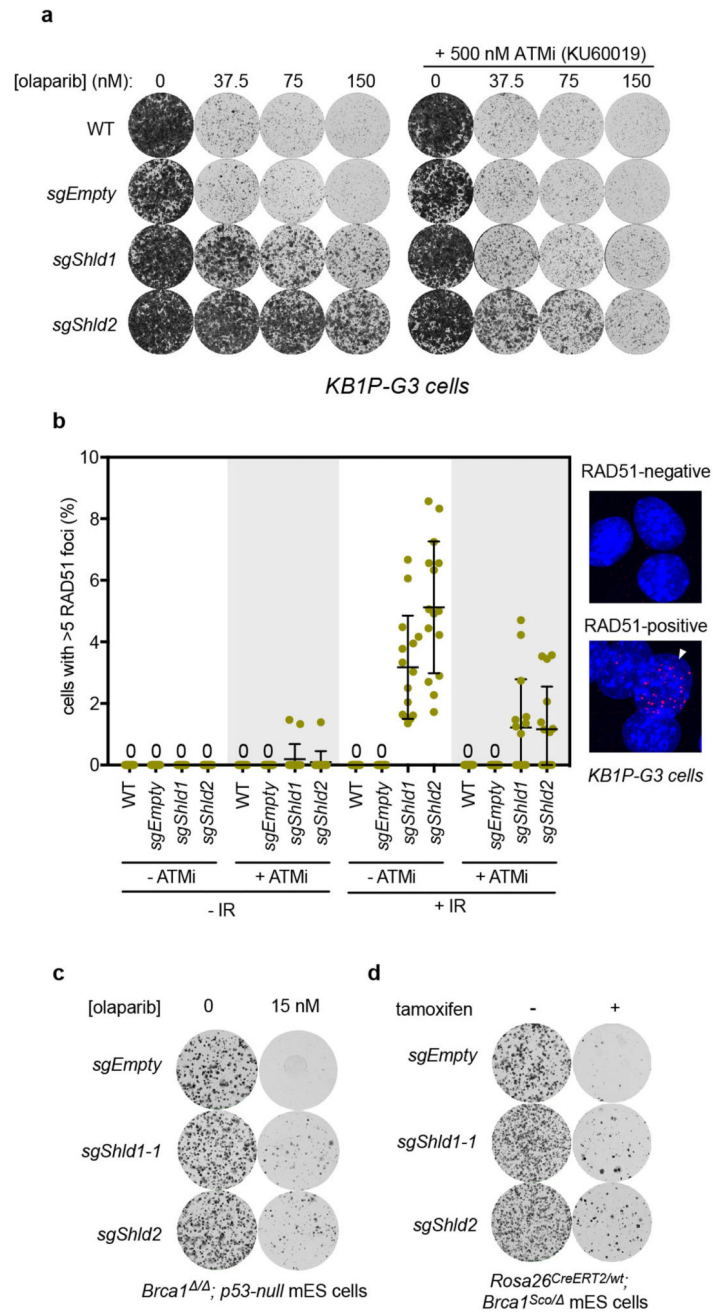 a
+ 500 nM ATMi (KU60019)
[olaparib] (nM): 0 37.5 75 150 0 37.5 75 150
WT
sgEmpty
sgShld1
sgShld2
KB1P-G3 cells
b
cells with >5 RAD51 foci (%)
10
8
6
4
2
0
0 0 0 0 0 0 0 0 0 0
WT sgEmpty sgShld1 sgShld2 WT sgEmpty sgShld1 sgShld2 WT sgEmpty sgShld1 sgShld2 WT sgEmpty sgShld1 sgShld2
- ATMi + ATMi - ATMi + ATMi
- IR + IR
RAD51-negative
RAD51-positive
KB1P-G3 cells
c
[olaparib] 0 15 nM
sgEmpty
sgShld1-1
sgShld2
Brca1Δ/Δ; p53-null mES cells
d
tamoxifen - +
sgEmpty
sgShld1-1
sgShld2
Rosa26CreERT2/wt;
Brca1Sco/Δ mES cells